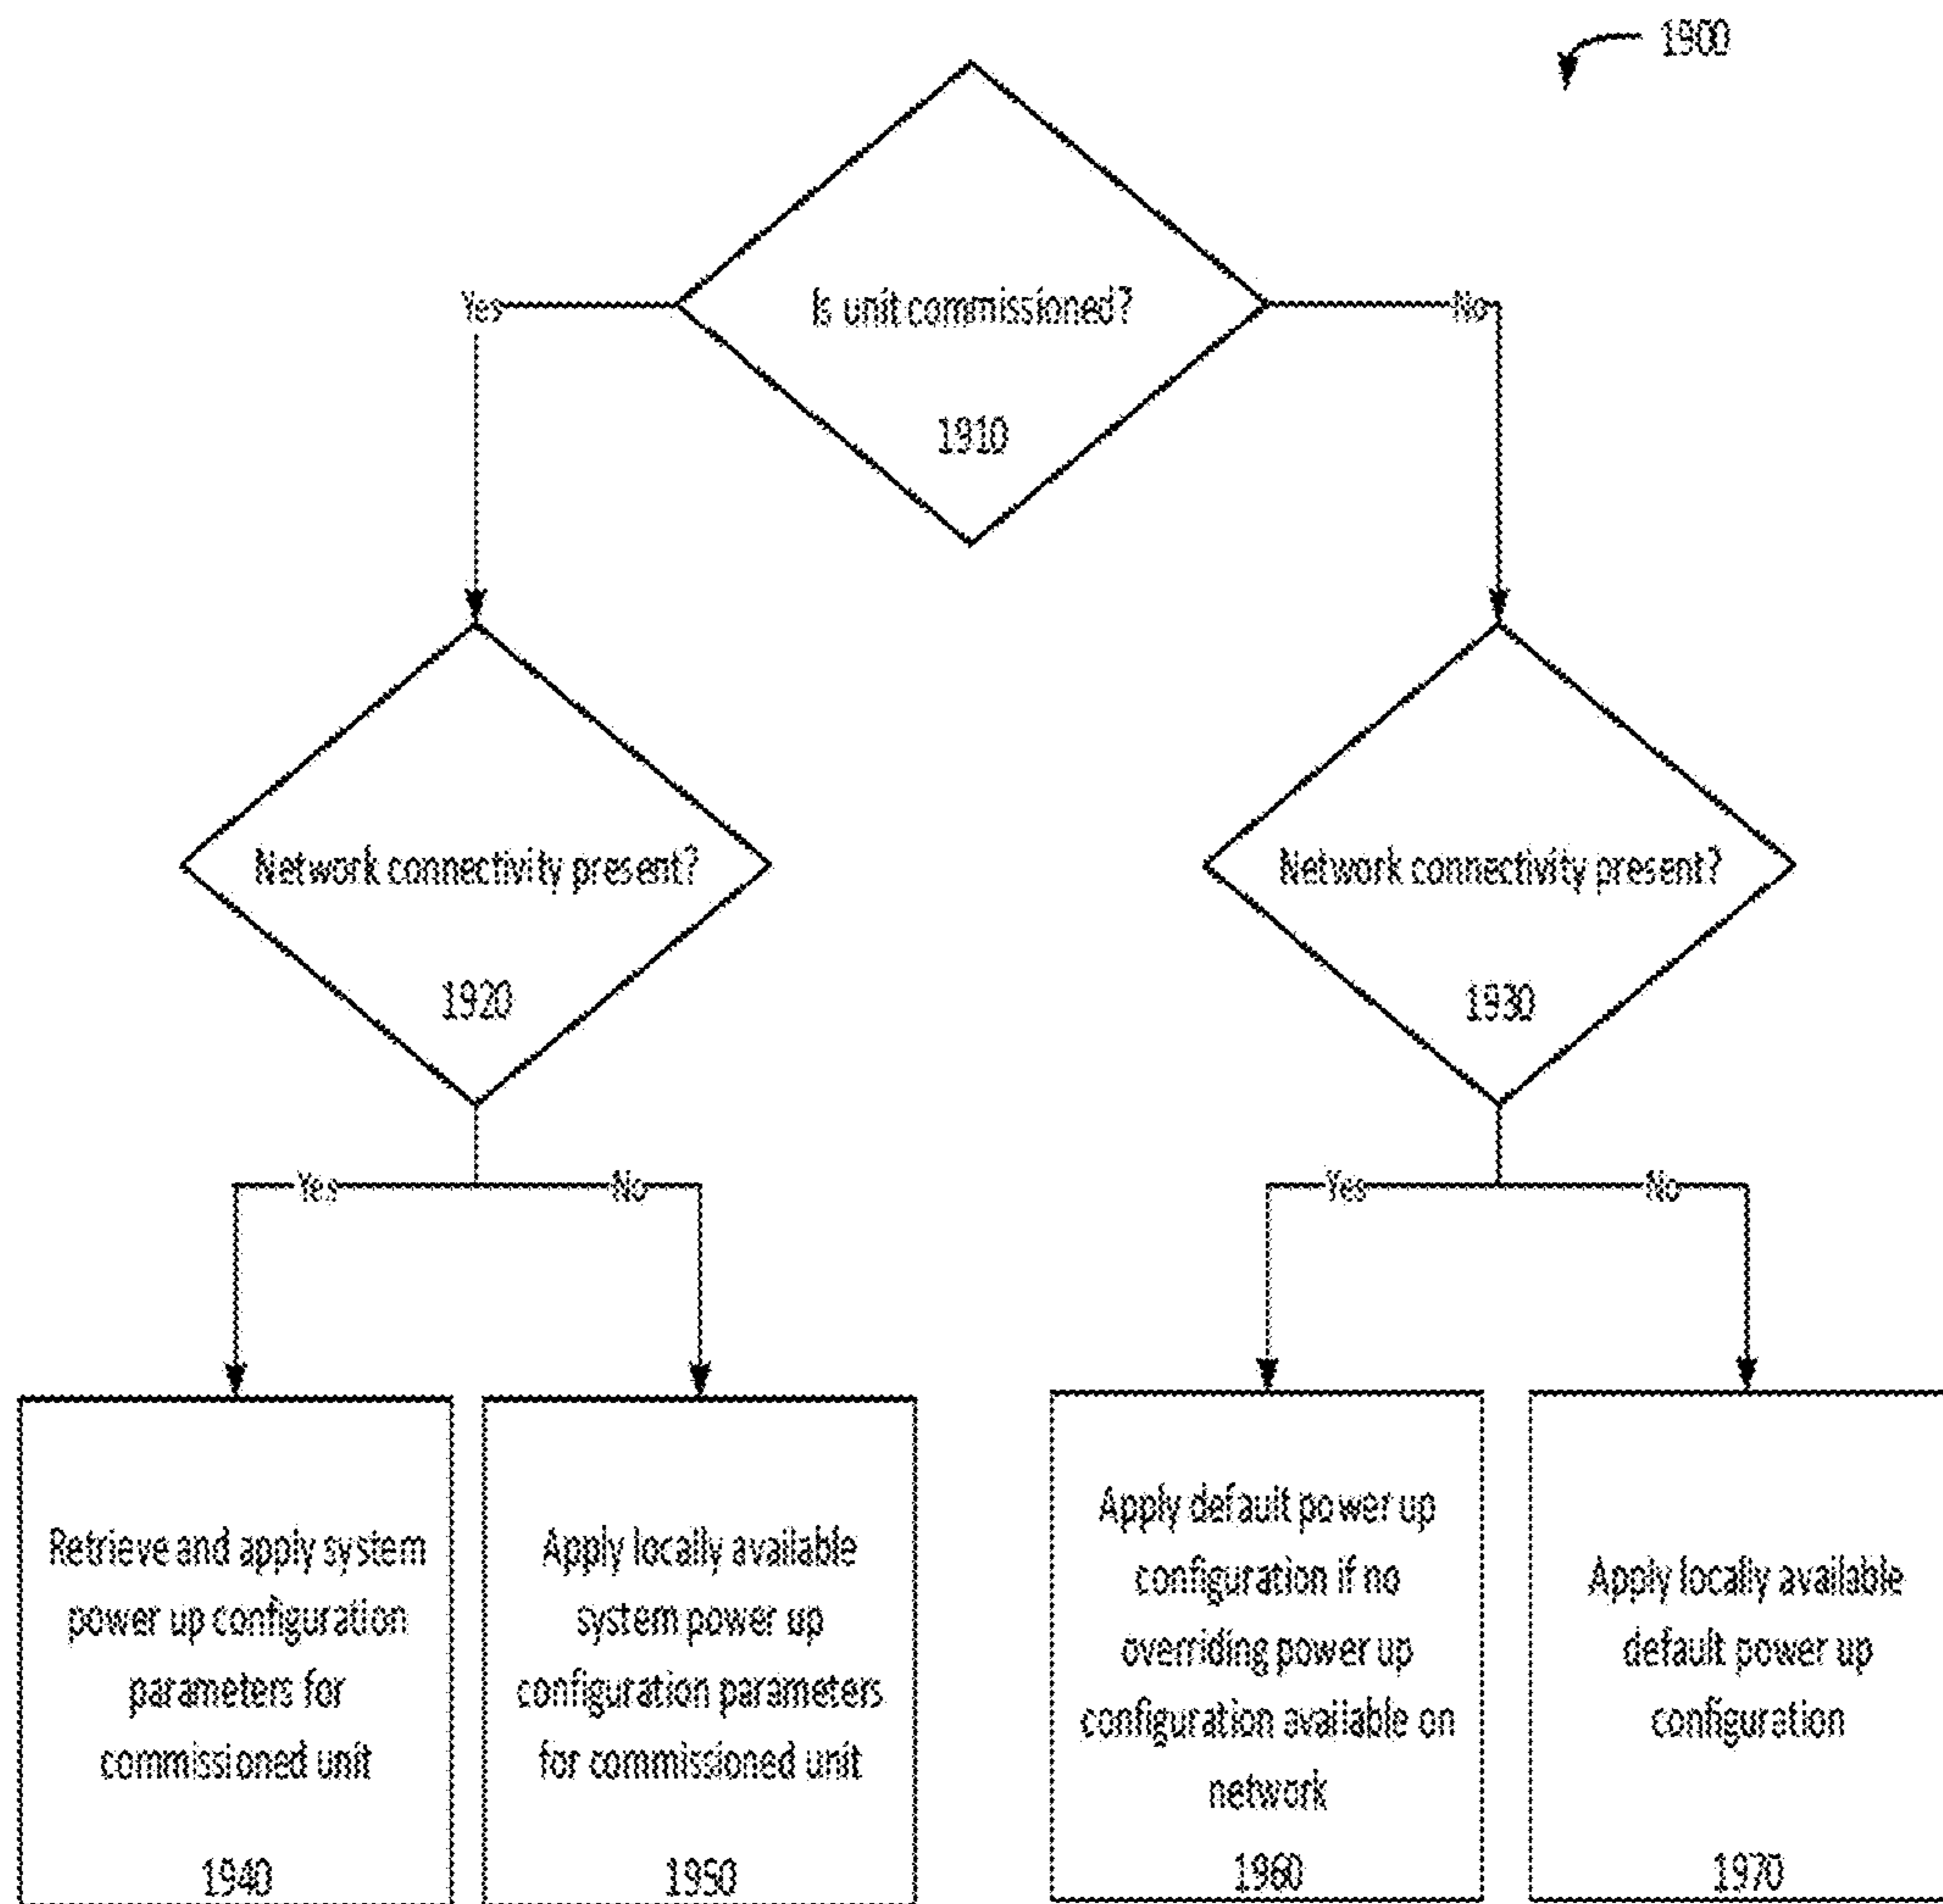 1900
Is unit commissioned?
Yes
No
1910
Network connectivity present?
1920
Network connectivity present?
1930
Yes
No
Yes
No
Retrieve and apply system
power up configuration
parameters for
commissioned unit
1940
Apply locally available
system power up
configuration parameters
for commissioned unit
1950
Apply default power up
configuration if no
overriding power up
configuration available on
network
1960
Apply locally available
default power up
configuration
1970